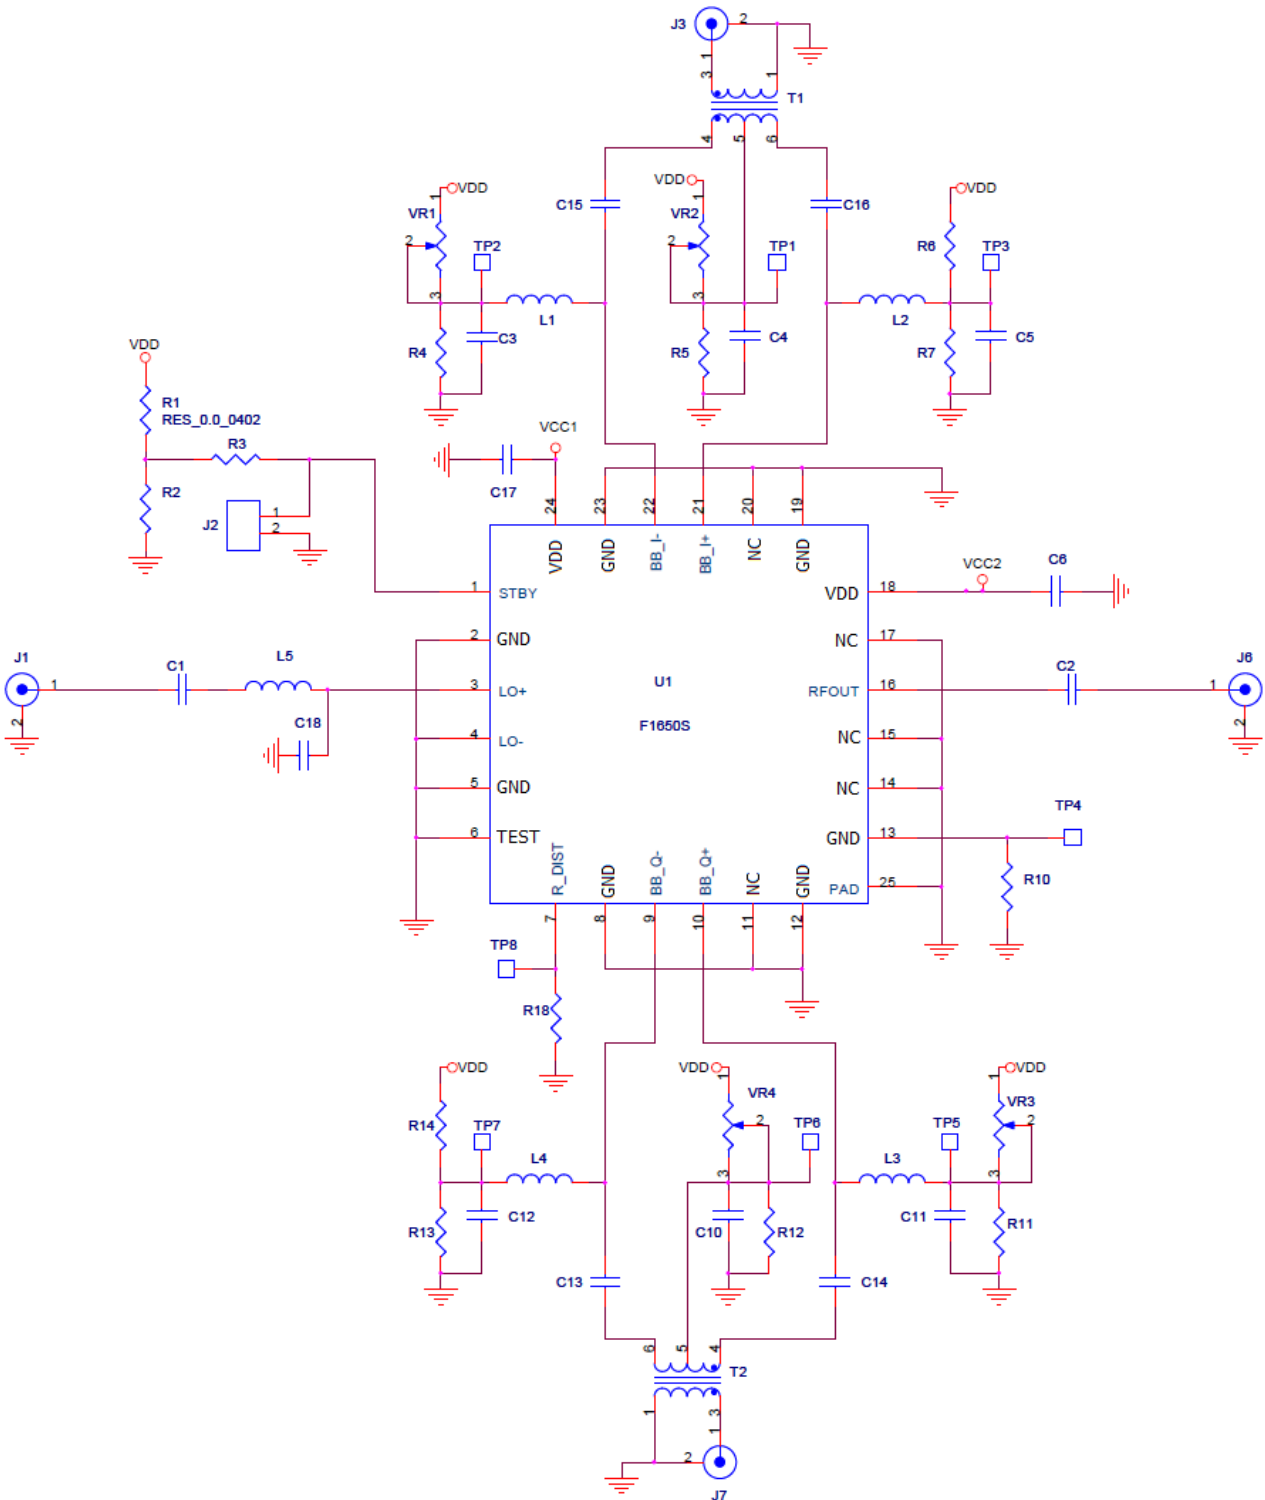 J3
2
1
3
1
T1
4
5
6
VDD
1
VR1
2
3
TP2
C15
VDD
1
VR2
2
3
TP1
C16
VDD
R6
TP3
L1
R4
C3
R5
C4
L2
R7
C5
VDD
R1
RES_0.0_0402
R3
R2
J2
1
2
VCC1
C17
24
23
22
21
20
19
VDD
GND
BB_I-
BB_I+
NC
GND
1
STBY
2
GND
3
LO+
4
LO-
5
GND
6
TEST
U1
F1650S
VDD
18
NC
17
RFOUT
16
NC
15
NC
14
GND
13
PAD
25
VCC2
C6
J1
1
2
C1
L5
C18
C2
J6
1
2
TP4
R10
R_DIST
GND
BB_Q-
BB_Q+
NC
GND
7
8
9
10
11
12
TP8
R18
VDD
R14
TP7
L4
R13
C12
C13
VDD
1
VR4
2
3
TP6
C10
R12
VDD
1
VR3
2
3
TP5
L3
C11
R11
C14
6
5
4
T2
1
3
1
2
J7